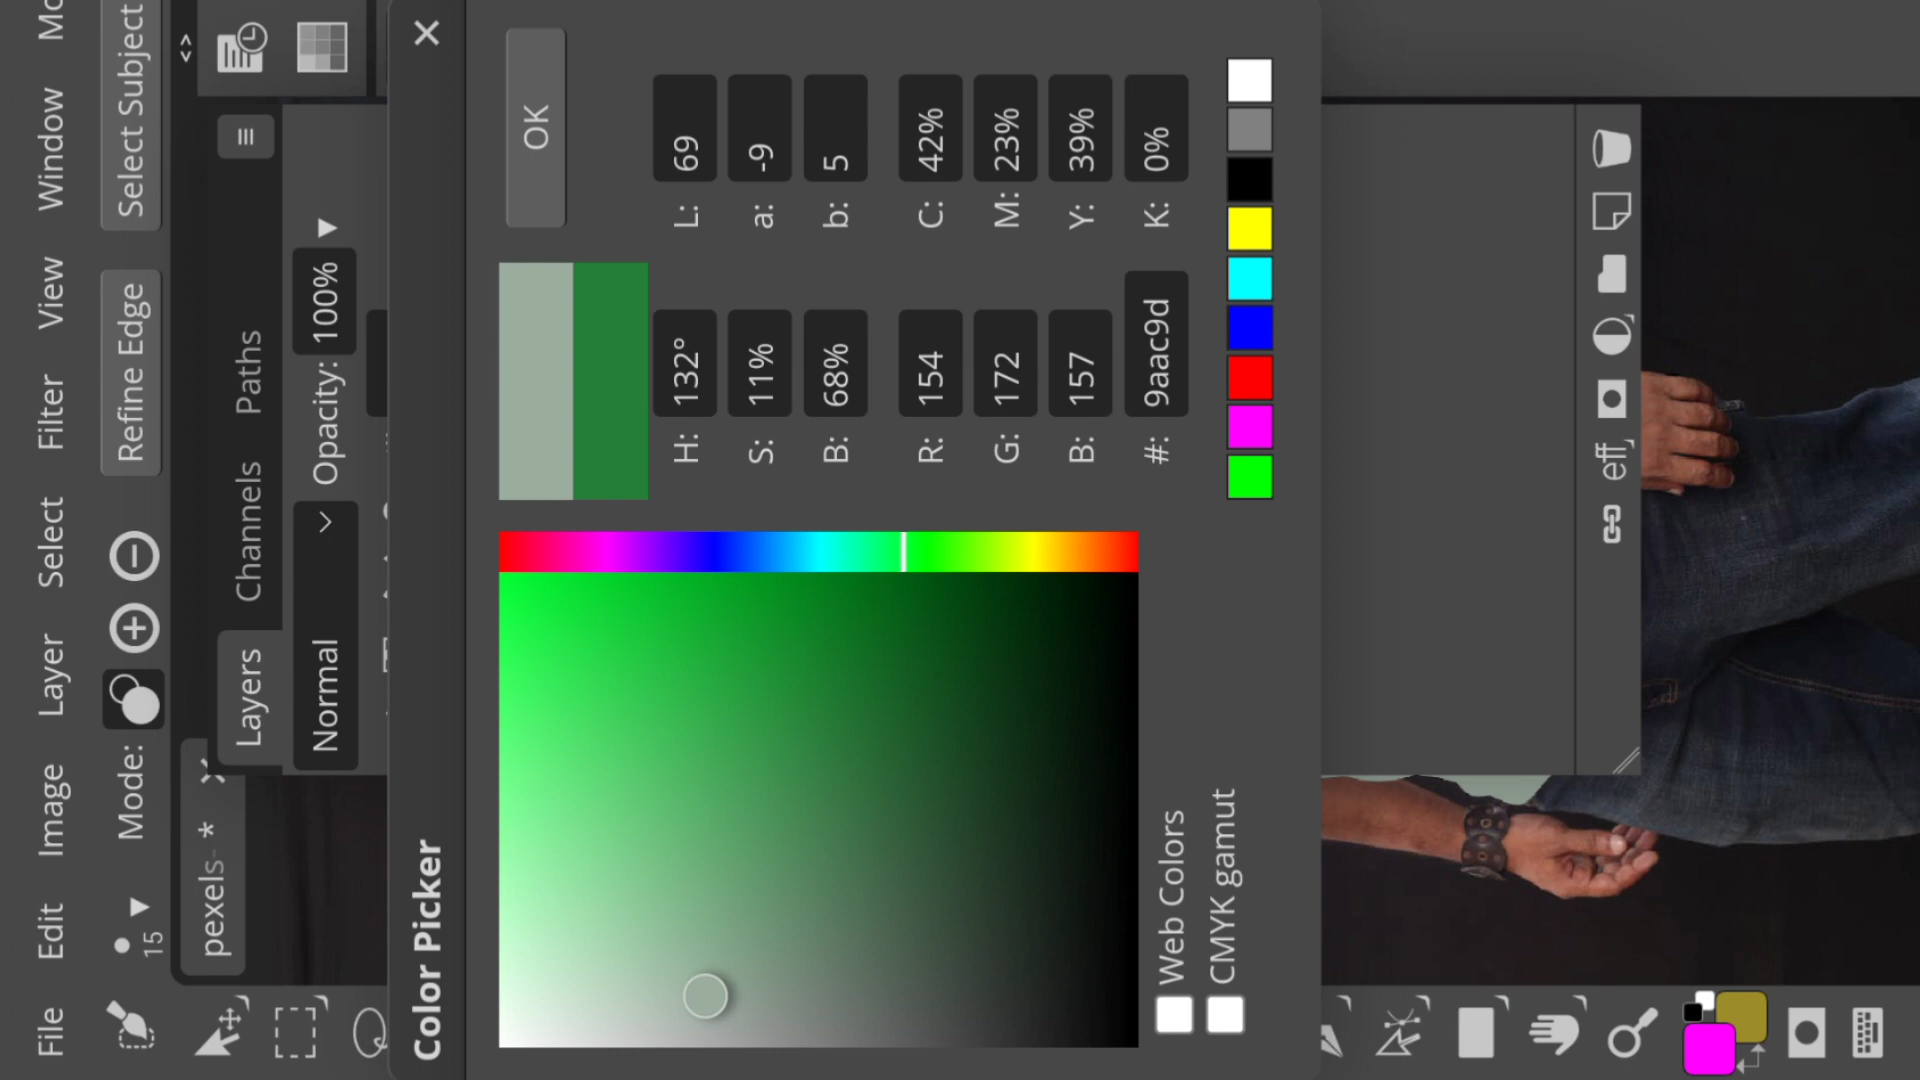 File Edit Image Layer Select Filter View Window Mo
15 Mode: Refine Edge Select Subject
pexels- *
Layers Channels Paths
Normal Opacity: 100%
Color Picker
OK
H: 132° L: 69
S: 11% a: -9
B: 68% b: 5
R: 154 C: 42%
G: 172 M: 23%
B: 157 Y: 39%
#: 9aac9d K: 0%
Web Colors
CMYK gamut
eff